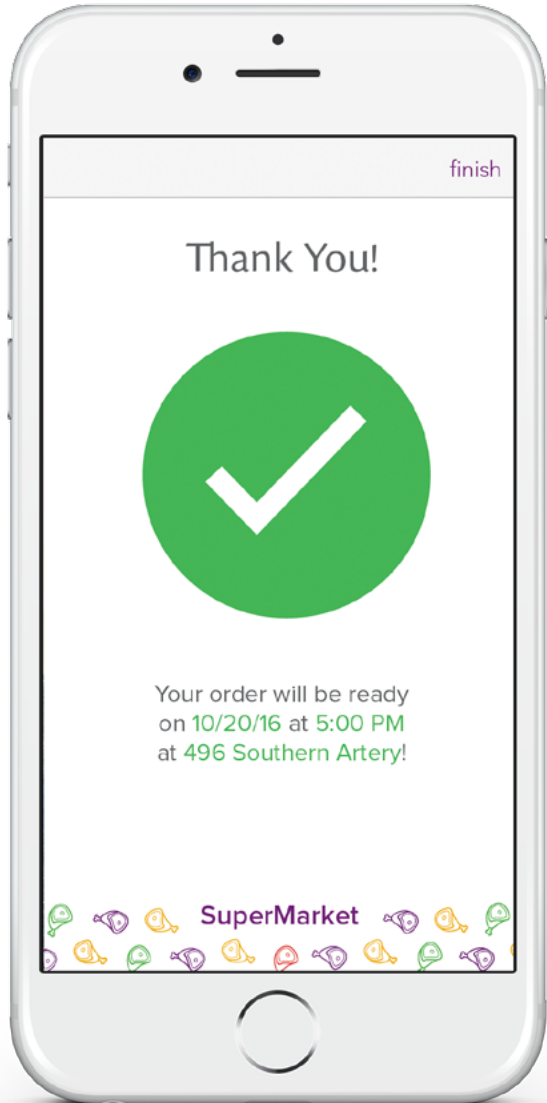 finish
Thank You!
Your order will be ready
on 10/20/16 at 5:00 PM
at 496 Southern Artery!
SuperMarket